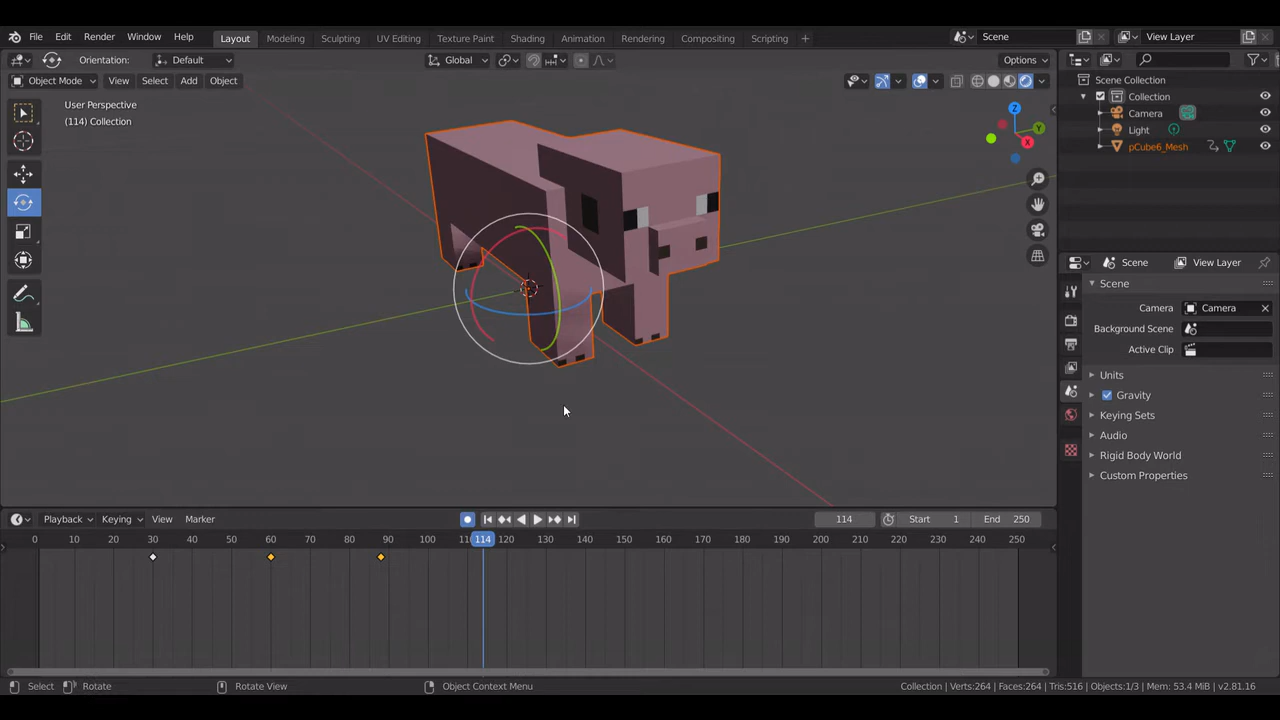 File Edit Render Window Help Layout Modeling Sculpting UV Editing Texture Paint Shading Animation Rendering Compositing Scripting + Scene View Layer
Orientation: Default Global Options
Object Mode View Select Add Object
User Perspective
(114) Collection
Z
Y
X
Scene Collection
Collection
Camera
Light
pCube6_Mesh
Scene View Layer
Scene
Camera Camera
Background Scene
Active Clip
Units
Gravity
Keying Sets
Audio
Rigid Body World
Custom Properties
Playback Keying View Marker 114 Start 1 End 250
0 10 20 30 40 50 60 70 80 90 100 11 114 120 130 140 150 160 170 180 190 200 210 220 230 240 250
Select Rotate Rotate View Object Context Menu Collection | Verts:264 | Faces:264 | Tris:516 | Objects:1/3 | Mem: 53.4 MiB | v2.81.16